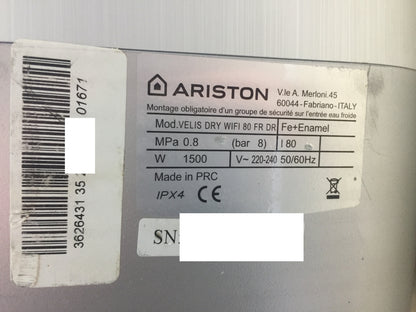 ARISTON
V.le A. Merloni.45
60044-Fabriano-ITALY
Montage obligatoire d'un groupe de sécurité sur l'entrée eau froide
Mod.VELIS DRY WIFI 80 FR DR Fe+Enamel
MPa 0.8 (bar 8) l 80
W 1500 V~ 220-240 50/60Hz
Made in PRC
IPX4 CE
SN:
3626431 35 01671